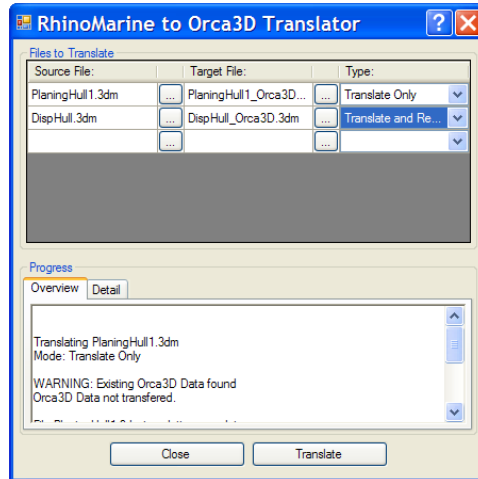 RhinoMarine to Orca3D Translator
Files to Translate
Source File: Target File: Type:
PlaningHull1.3dm ... PlaningHull1_Orca3D... ... Translate Only
DispHull.3dm ... DispHull_Orca3D.3dm ... Translate and Re...
... ...
Progress
Overview Detail
Translating PlaningHull1.3dm
Mode: Translate Only
WARNING: Existing Orca3D Data found
Orca3D Data not transfered.
Close Translate